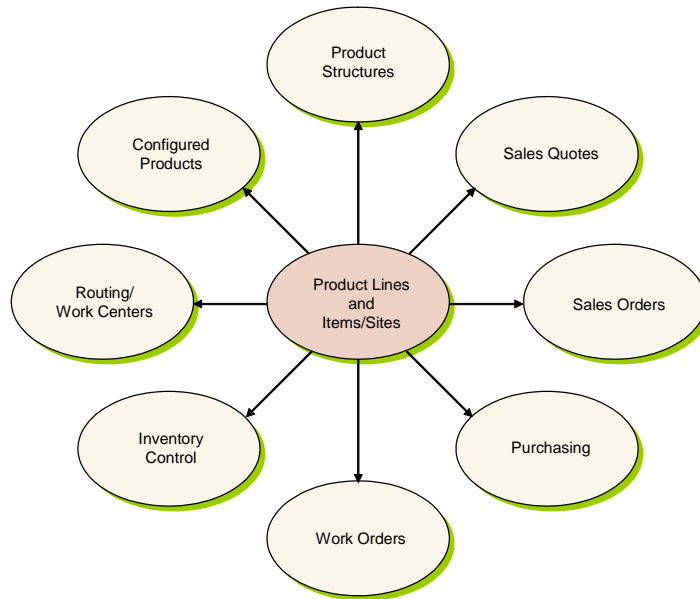 Product
Structures
Configured
Products
Sales Quotes
Routing/
Work Centers
Product Lines
and
Items/Sites
Sales Orders
Inventory
Control
Purchasing
Work Orders